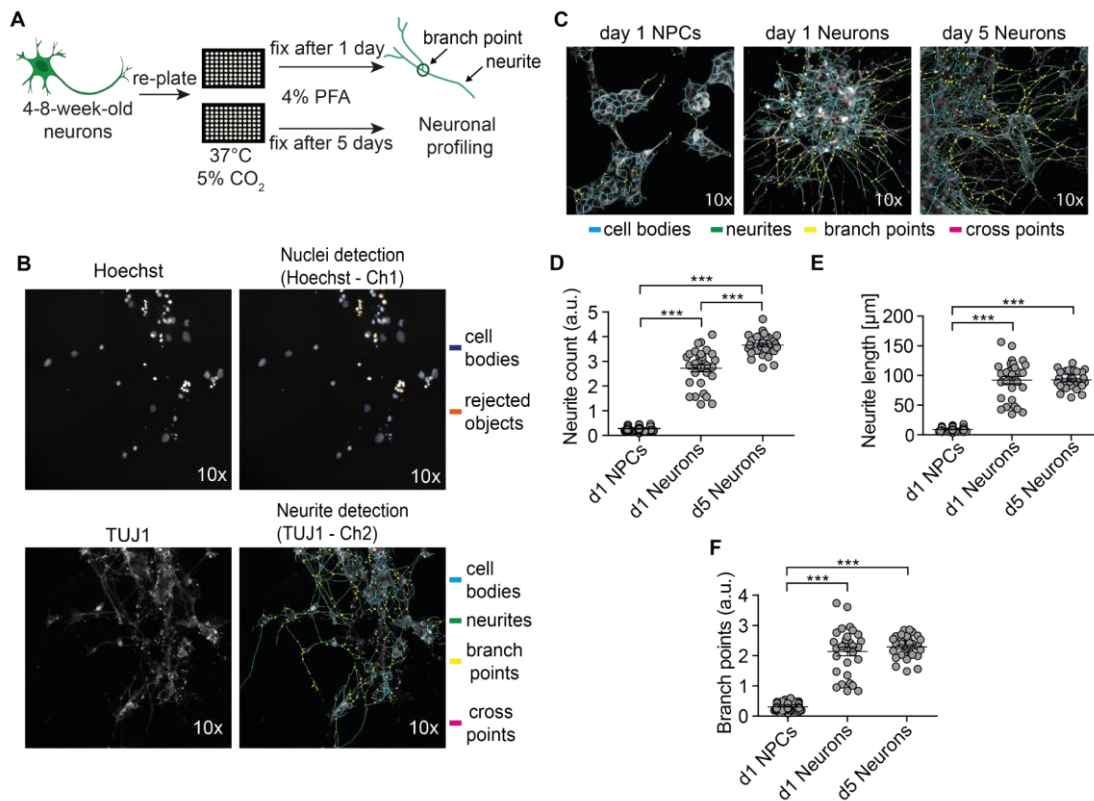 A
4-8-week-old
neurons
re-plate
37°C
5% CO₂
fix after 1 day
4% PFA
fix after 5 days
branch point
neurite
Neuronal
profiling
B
Hoechst
Nuclei detection
(Hoechst - Ch1)
10x
10x
cell
bodies
rejected
objects
TUJ1
Neurite detection
(TUJ1 - Ch2)
10x
10x
cell
bodies
neurites
branch
points
cross
points
C
day 1 NPCs
day 1 Neurons
day 5 Neurons
10x
10x
10x
cell bodies
neurites
branch points
cross points
D
Neurite count (a.u.)
5
4
3
2
1
0
***
***
***
d1 NPCs
d1 Neurons
d5 Neurons
E
Neurite length [µm]
200
150
100
50
0
***
***
d1 NPCs
d1 Neurons
d5 Neurons
F
Branch points (a.u.)
4
3
2
1
0
***
***
d1 NPCs
d1 Neurons
d5 Neurons